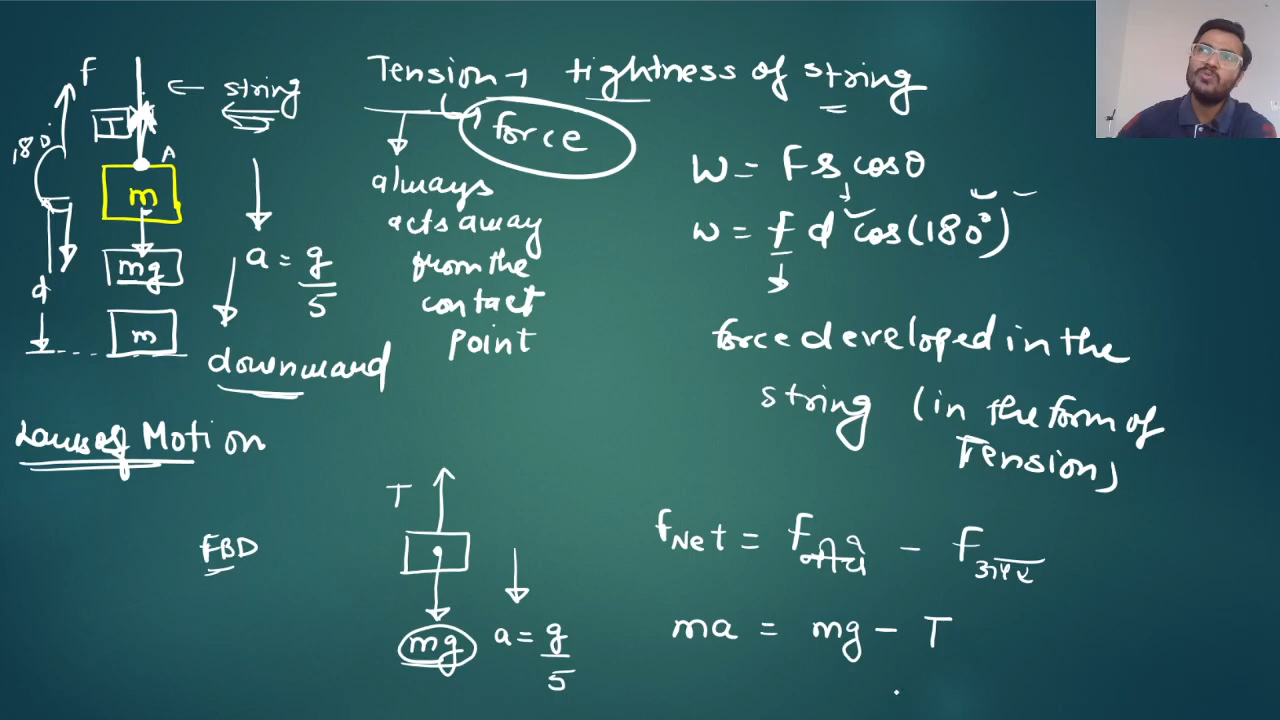 F
string
T
180°
A
m
mg
d
m
a = g/5
downward
Laws of Motion
Tension → tightness of string
force
always
acts away
from the
contact
point
W = F s cosθ
w = f d cos(180°)
force developed in the
string (in the form of
Tension)
FBD
T
mg
a = g/5
fNet = fनीचे - Fऊपर
ma = mg - T